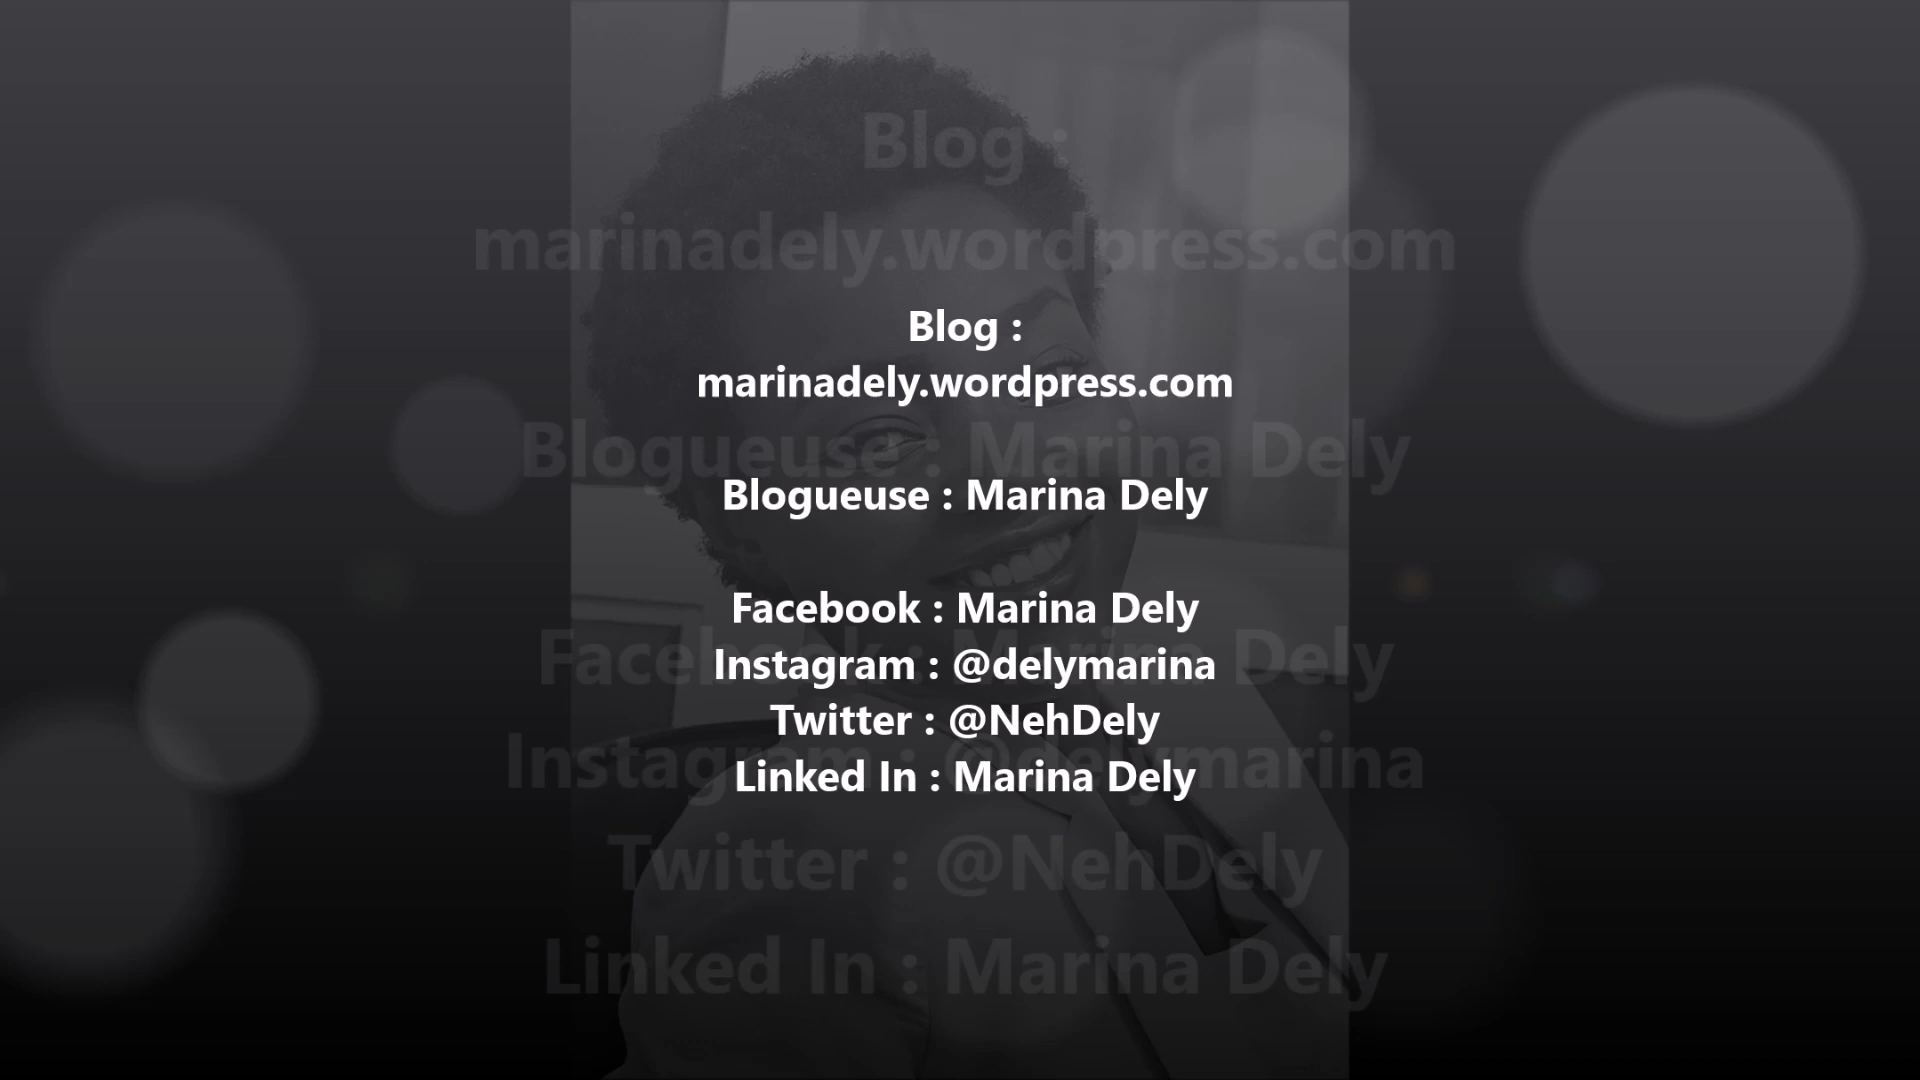 Blog :
marinadely.wordpress.com
Blogueuse : Marina Dely
Facebook : Marina Dely
Instagram : @delymarina
Twitter : @NehDely
Linked In : Marina Dely